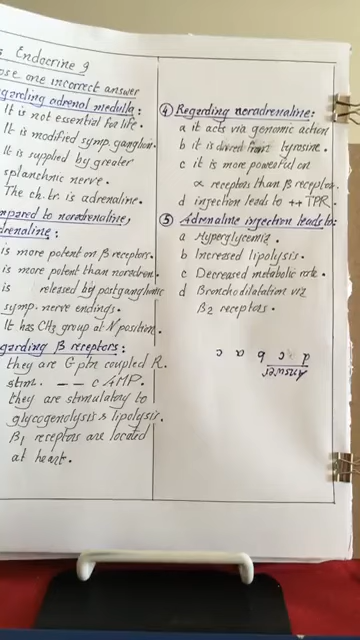 Endocrine 9
ose one incorrect answer
egarding adrenal medulla:
It is not essential for life.
It is modified symp. ganglion.
It is supplied by greater
splanchnic nerve.
The ch. tr. is adrenaline.
mpared to noradrenaline,
drenaline:
is more potent on β receptors.
is more potent than noradren.
is released by postganglionic
symp. nerve endings.
It has CH3 group at N position.
garding β receptors:
they are G ptn coupled R.
stim. — — c AMP.
they are stimulatory to
glycogenolysis & lipolysis.
β1 receptors are located
at heart.
④ Regarding noradrenaline:
a it acts via genomic action
b it is dived from tyrosine.
c it is more powerful on
α receptors than β receptor.
d injection leads to ++ TPR.
⑤ Adrenaline injection leads to:
a Hyperglycemia.
b Increased lipolysis.
c Decreased metabolic rate.
d Bronchodilatation via
β2 receptors.
Answers
d c b a c